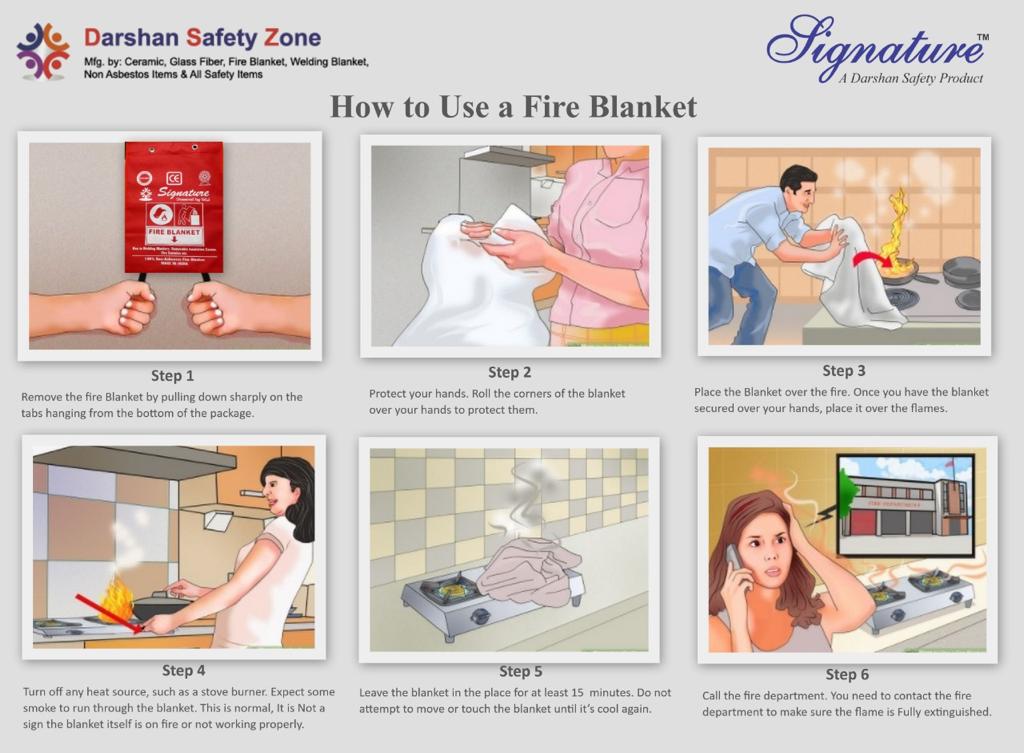 Darshan Safety Zone
Mfg. by: Ceramic, Glass Fiber, Fire Blanket, Welding Blanket,
Non Asbestos Items & All Safety Items
Signature™
A Darshan Safety Product
How to Use a Fire Blanket
CE
Signature
FIRE BLANKET
MADE IN INDIA
Step 1
Remove the fire Blanket by pulling down sharply on the
tabs hanging from the bottom of the package.
Step 2
Protect your hands. Roll the corners of the blanket
over your hands to protect them.
Step 3
Place the Blanket over the fire. Once you have the blanket
secured over your hands, place it over the flames.
FIRE DEPARTMENT
Step 4
Turn off any heat source, such as a stove burner. Expect some
smoke to run through the blanket. This is normal, It is Not a
sign the blanket itself is on fire or not working properly.
Step 5
Leave the blanket in the place for at least 15 minutes. Do not
attempt to move or touch the blanket until it's cool again.
Step 6
Call the fire department. You need to contact the fire
department to make sure the flame is Fully extinguished.